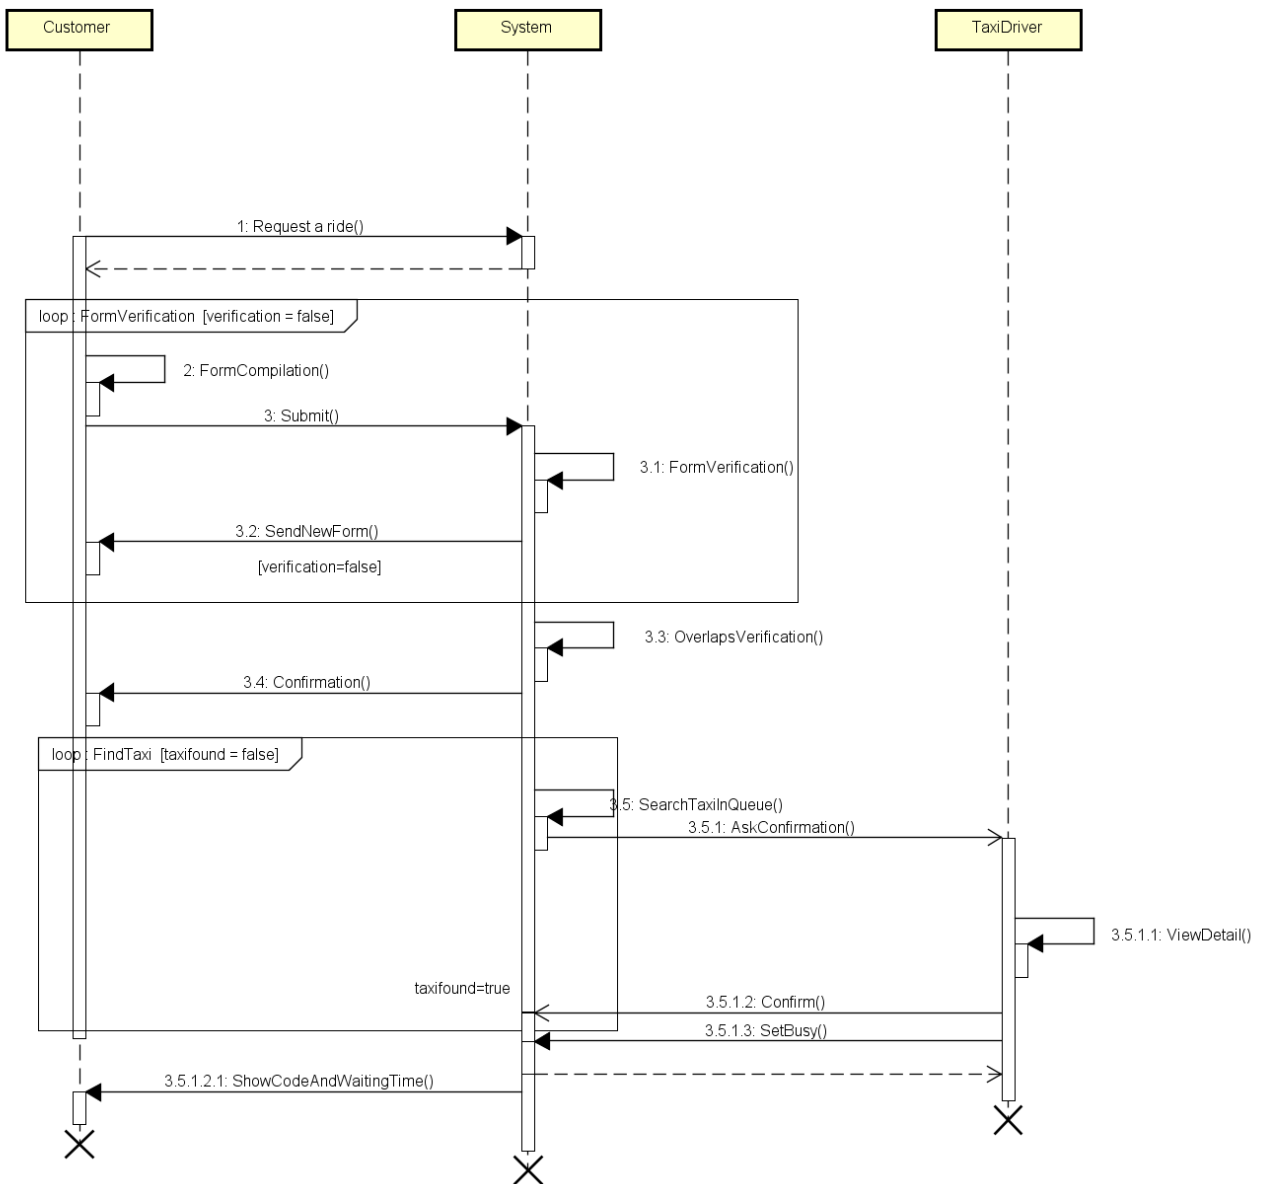 Customer
System
TaxiDriver
1: Request a ride()
loop : FormVerification [verification = false]
2: FormCompilation()
3: Submit()
3.1: FormVerification()
3.2: SendNewForm()
[verification=false]
3.3: OverlapsVerification()
3.4: Confirmation()
loop : FindTaxi [taxifound = false]
3.5: SearchTaxiInQueue()
3.5.1: AskConfirmation()
3.5.1.1: ViewDetail()
taxifound=true
3.5.1.2: Confirm()
3.5.1.3: SetBusy()
3.5.1.2.1: ShowCodeAndWaitingTime()